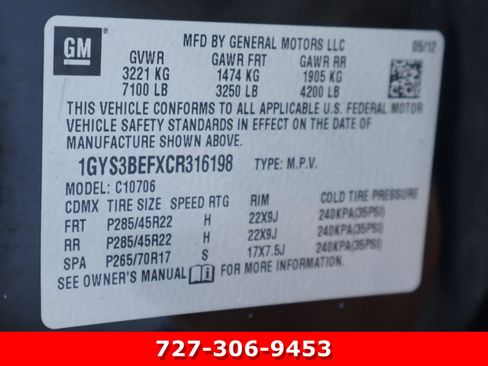 GM
MFD BY GENERAL MOTORS LLC 05/12
GVWR GAWR FRT GAWR RR
3221 KG 1474 KG 1905 KG
7100 LB 3250 LB 4200 LB
THIS VEHICLE CONFORMS TO ALL APPLICABLE U.S. FEDERAL MOTOR
VEHICLE SAFETY STANDARDS IN EFFECT ON THE DATE OF
MANUFACTURE SHOWN ABOVE.
1GYS3BEFXCR316198 TYPE: M.P.V.
MODEL: C10706
CDMX TIRE SIZE SPEED RTG RIM COLD TIRE PRESSURE
FRT P285/45R22 H 22X9J 240KPA(35PSI)
RR P285/45R22 H 22X9J 240KPA(35PSI)
SPA P265/70R17 S 17X7.5J 240KPA(35PSI)
SEE OWNER'S MANUAL FOR MORE INFORMATION.
727-306-9453